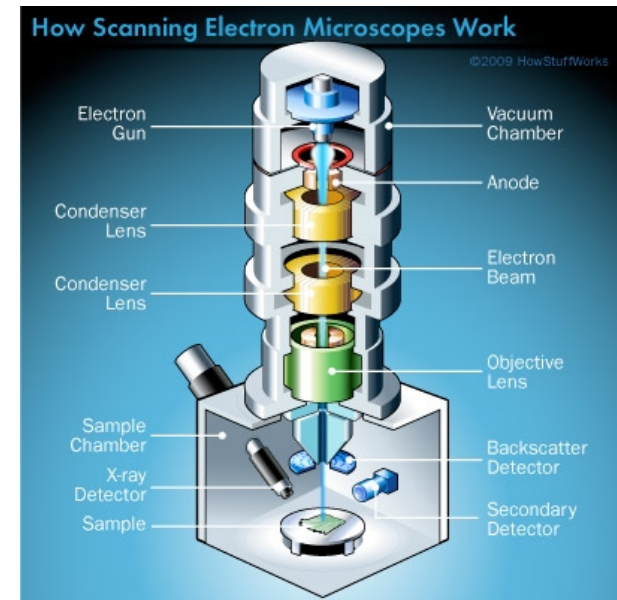 How Scanning Electron Microscopes Work
©2009 HowStuffWorks
Electron
Gun
Vacuum
Chamber
Anode
Condenser
Lens
Electron
Beam
Condenser
Lens
Objective
Lens
Sample
Chamber
Backscatter
Detector
X-ray
Detector
Secondary
Detector
Sample